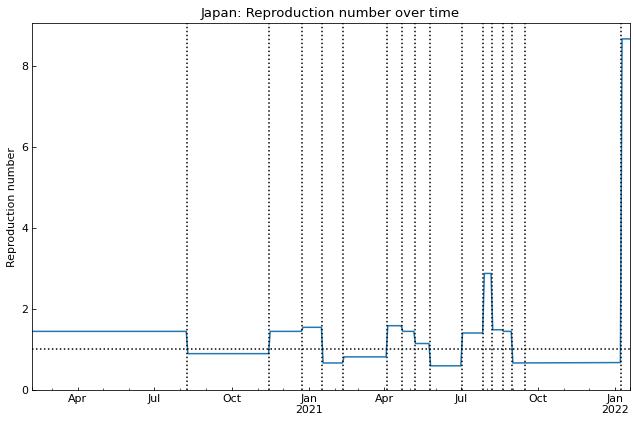 Japan: Reproduction number over time
Reproduction number
8
6
4
2
0
Apr Jul Oct Jan Apr Jul Oct Jan
2021 2022